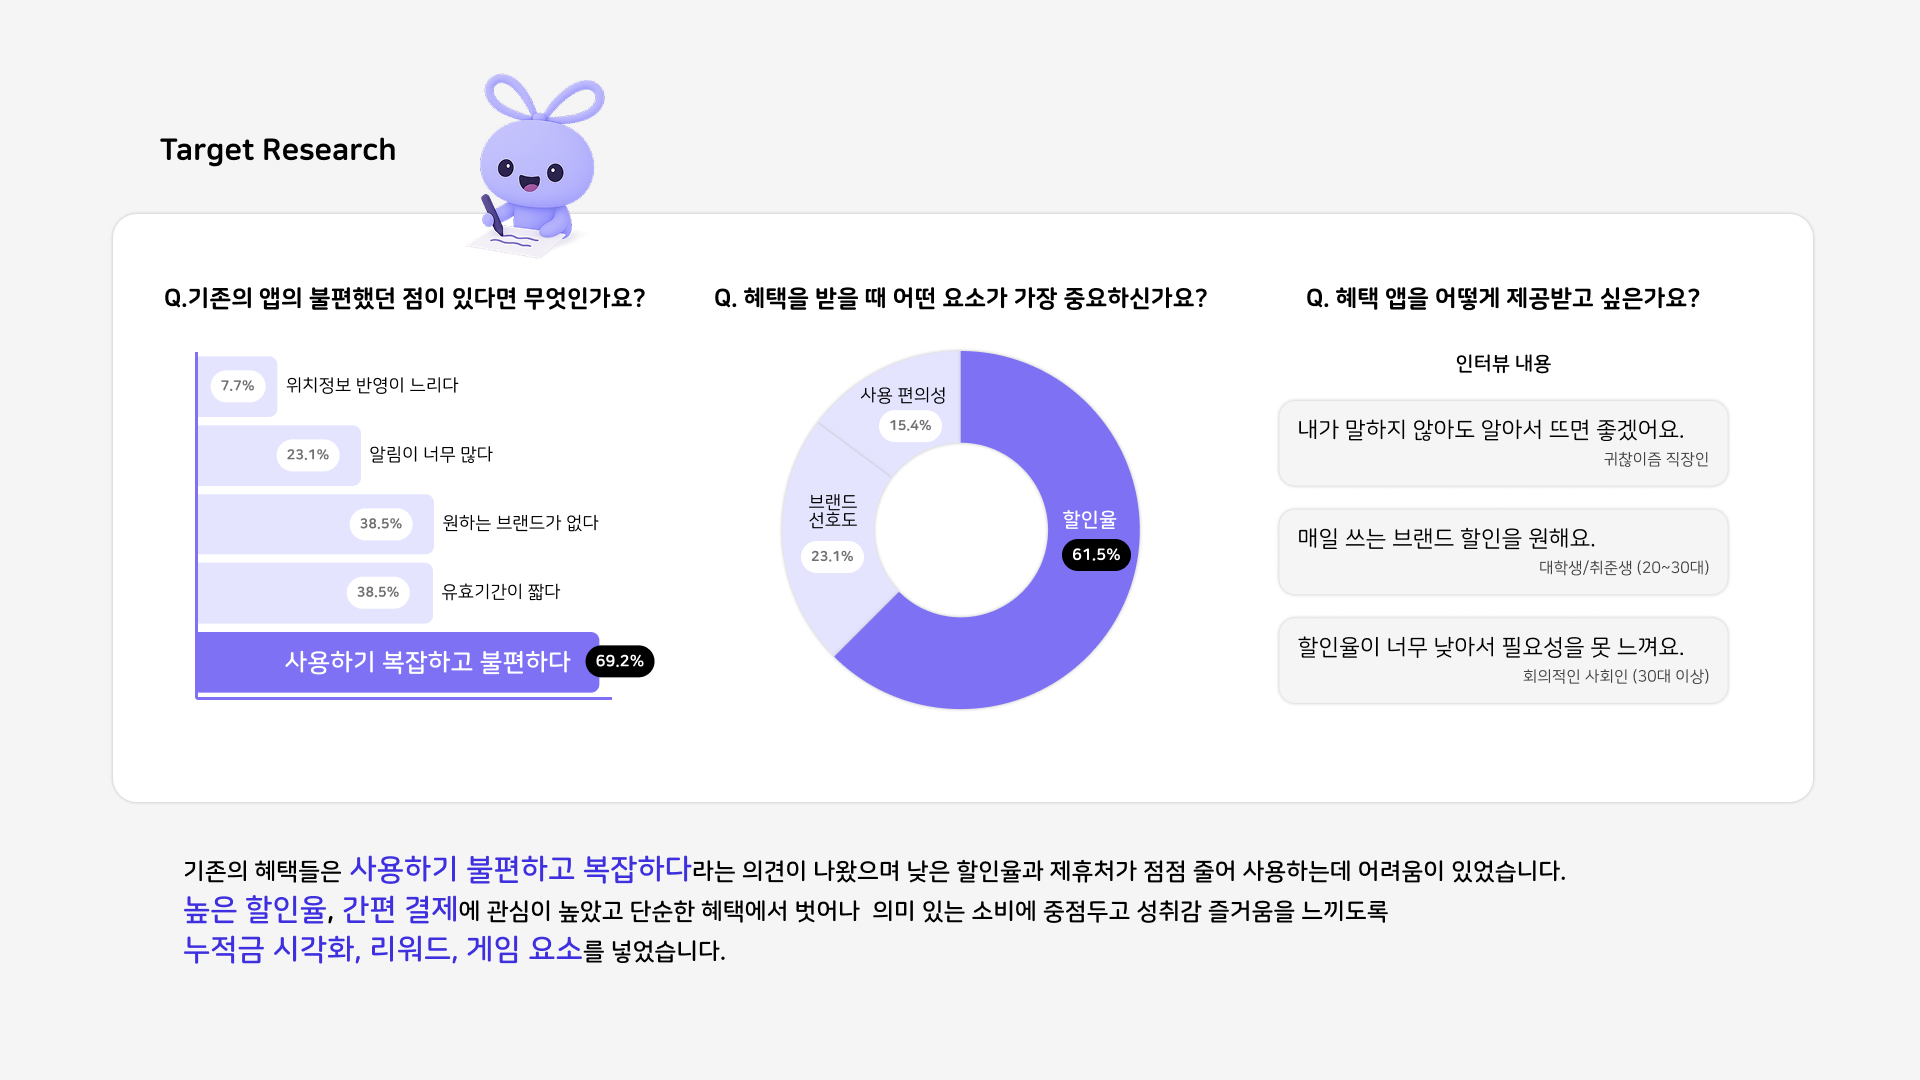 Target Research
Q.기존의 앱의 불편했던 점이 있다면 무엇인가요?
7.7% 위치정보 반영이 느리다
23.1% 알림이 너무 많다
38.5% 원하는 브랜드가 없다
38.5% 유효기간이 짧다
사용하기 복잡하고 불편하다 69.2%
Q. 혜택을 받을 때 어떤 요소가 가장 중요하신가요?
사용 편의성
15.4%
브랜드
선호도
23.1%
할인율
61.5%
Q. 혜택 앱을 어떻게 제공받고 싶은가요?
인터뷰 내용
내가 말하지 않아도 알아서 뜨면 좋겠어요.
귀찮이즘 직장인
매일 쓰는 브랜드 할인을 원해요.
대학생/취준생 (20~30대)
할인율이 너무 낮아서 필요성을 못 느껴요.
회의적인 사회인 (30대 이상)
기존의 혜택들은 사용하기 불편하고 복잡하다라는 의견이 나왔으며 낮은 할인율과 제휴처가 점점 줄어 사용하는데 어려움이 있었습니다.
높은 할인율, 간편 결제에 관심이 높았고 단순한 혜택에서 벗어나  의미 있는 소비에 중점두고 성취감 즐거움을 느끼도록
누적금 시각화, 리워드, 게임 요소를 넣었습니다.